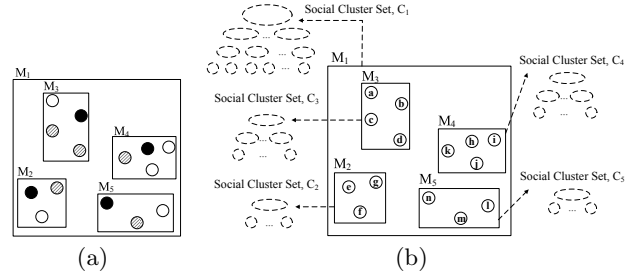 M1
M3
M4
M2
M5
(a)
Social Cluster Set, C1
...
...
...
M1
Social Cluster Set, C4
M3
a
b
c
d
Social Cluster Set, C3
...
...
M4
k
h
i
j
...
...
M2
e
g
f
Social Cluster Set, C2
...
M5
n
l
m
Social Cluster Set, C5
...
(b)